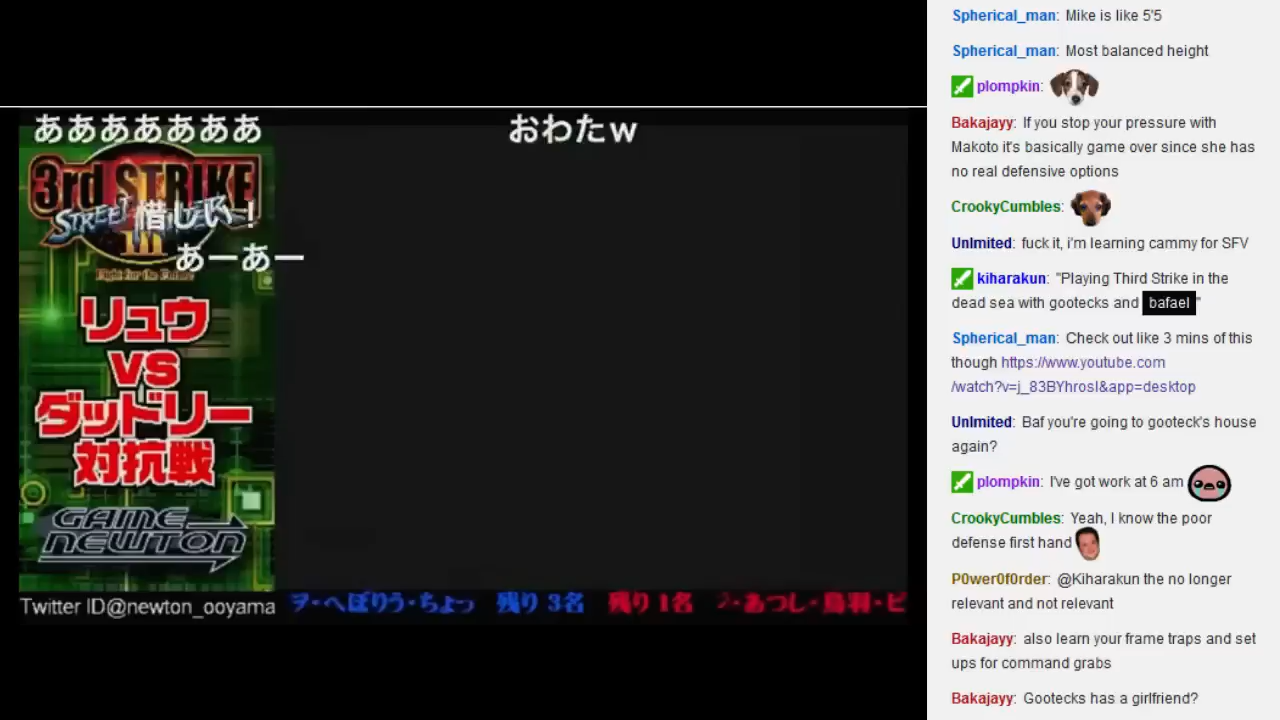 あああああああ
おわたｗ
3rd STRIKE
STREET FIGHTER
III
惜しい！
あーあー
Fight for the Future
リュウ
VS
ダッドリー
対抗戦
GAME
NEWTON
Twitter ID@newton_ooyama
ヲ・へぼりう・ちょっ 残り 3名 残り 1名 ・あつし・鳥羽・ピ
Spherical_man: Mike is like 5'5
Spherical_man: Most balanced height
plompkin:
Bakajayy: If you stop your pressure with
Makoto it's basically game over since she has
no real defensive options
CrookyCumbles:
Unlmited: fuck it, i'm learning cammy for SFV
kiharakun: "Playing Third Strike in the
dead sea with gootecks and bafael "
Spherical_man: Check out like 3 mins of this
though https://www.youtube.com
/watch?v=j_83BYhrosI&app=desktop
Unlmited: Baf you're going to gooteck's house
again?
plompkin: I've got work at 6 am
CrookyCumbles: Yeah, I know the poor
defense first hand
P0wer0f0rder: @Kiharakun the no longer
relevant and not relevant
Bakajayy: also learn your frame traps and set
ups for command grabs
Bakajayy: Gootecks has a girlfriend?